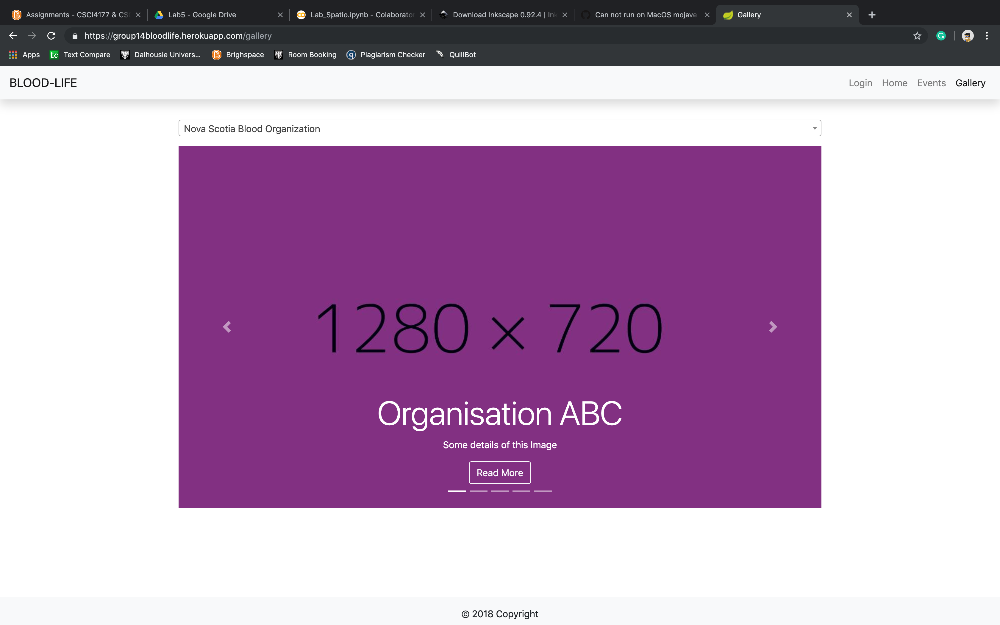 Assignments - CSCI4177 & CSC
Lab5 - Google Drive
Lab_Spatio.ipynb - Colaborator
Download Inkscape 0.92.4 | Ink
Can not run on MacOS mojave
Gallery
https://group14bloodlife.herokuapp.com/gallery
Apps
tc Text Compare
Dalhousie Univers...
Brighspace
Room Booking
q Plagiarism Checker
QuillBot
BLOOD-LIFE
Login Home Events Gallery
Nova Scotia Blood Organization
1280 × 720
Organisation ABC
Some details of this Image
Read More
© 2018 Copyright